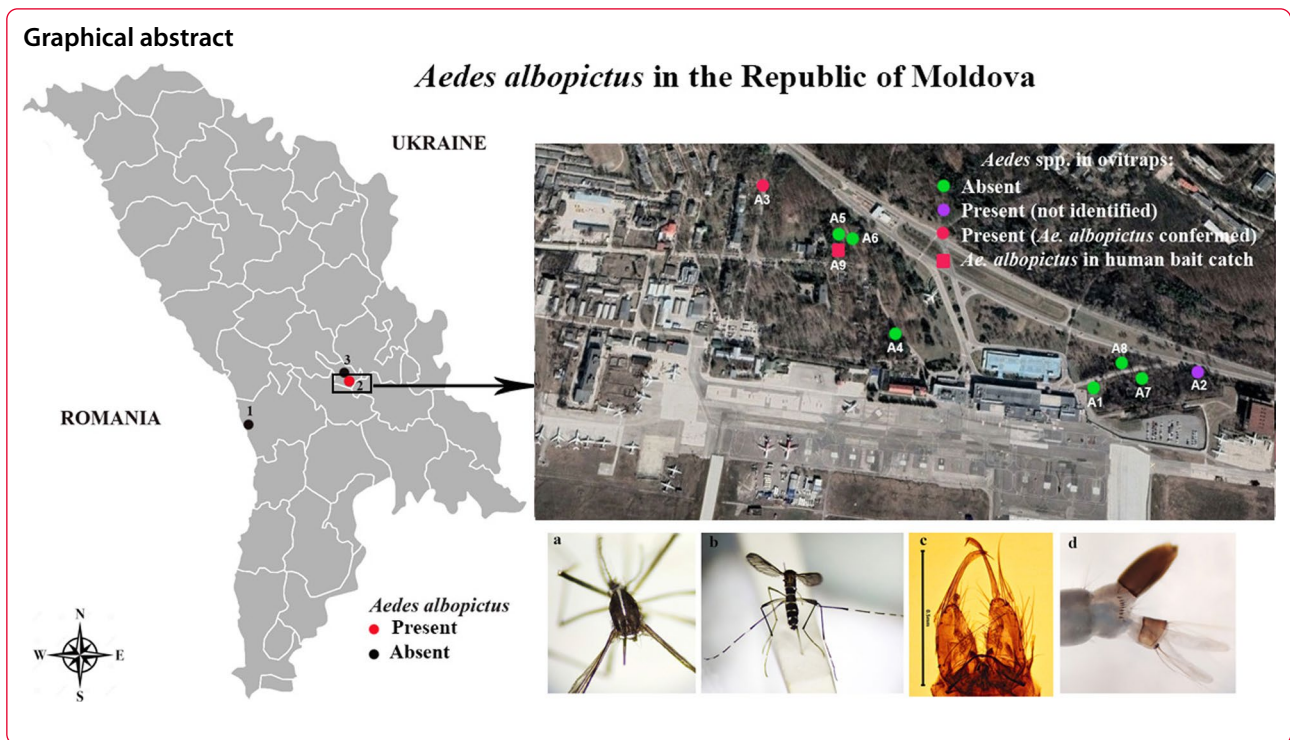 Graphical abstract
Aedes albopictus in the Republic of Moldova
UKRAINE
ROMANIA
1
2
3
Aedes albopictus
Present
Absent
N
W
E
S
Aedes spp. in ovitraps:
Absent
Present (not identified)
Present (Ae. albopictus confermed)
Ae. albopictus in human bait catch
A3
A5
A6
A9
A4
A8
A1
A7
A2
a
b
c
0.5mm
d